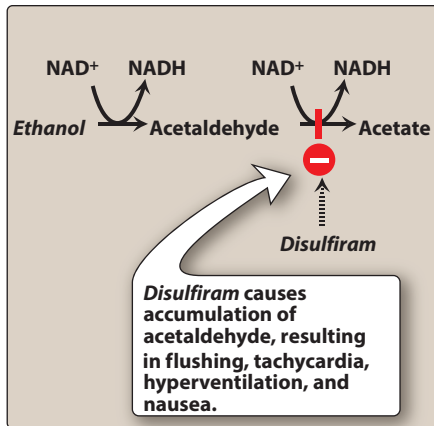 NAD+ NADH NAD+ NADH
Ethanol Acetaldehyde Acetate
Disulfiram
Disulfiram causes
accumulation of
acetaldehyde, resulting
in flushing, tachycardia,
hyperventilation, and
nausea.